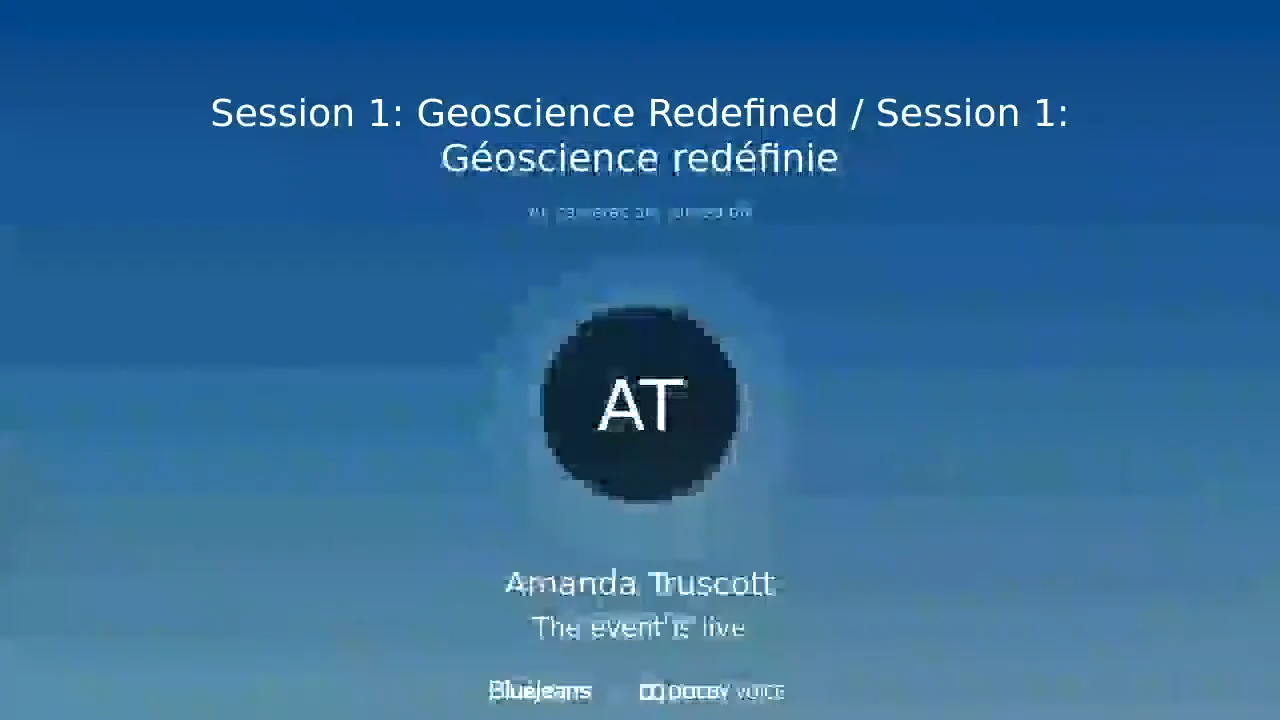 Session 1: Geoscience Redefined / Session 1:
Géoscience redéfinie
AT
Amanda Truscott
The event is live
Bluejeans DOLBY VOICE